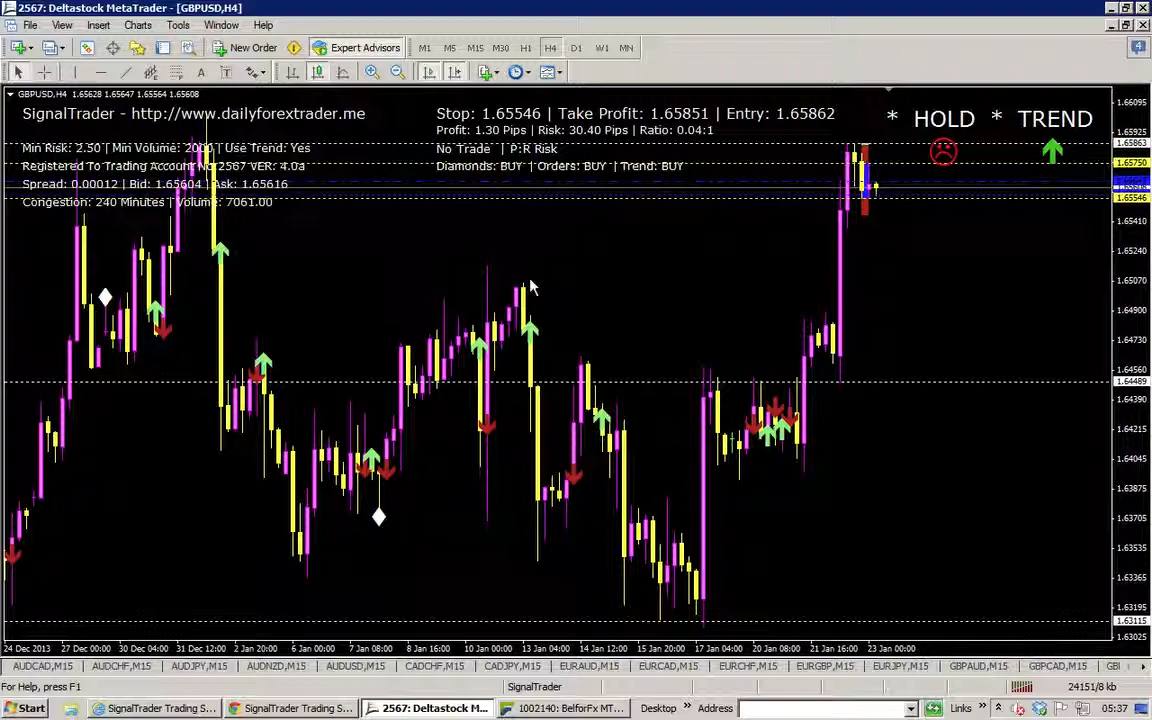 2567: Deltastock MetaTrader - [GBPUSD,H4]
File View Insert Charts Tools Window Help
New Order Expert Advisors M1 M5 M15 M30 H1 H4 D1 W1 MN 4
A T
GBPUSD,H4 1.65628 1.65647 1.65564 1.65608
SignalTrader - http://www.dailyforextrader.me
Stop: 1.65546 | Take Profit: 1.65851 | Entry: 1.65862
* HOLD * TREND
Profit: 1.30 Pips | Risk: 30.40 Pips | Ratio: 0.04:1
Min Risk: 2.50 | Min Volume: 2000 | Use Trend: Yes
No Trade | P:R Risk
Registered To Trading Account No 2567 VER: 4.0a
Diamonds: BUY | Orders: BUY | Trend: BUY
Spread: 0.00012 | Bid: 1.65604 | Ask: 1.65616
Congestion: 240 Minutes | Volume: 7061.00
1.66095
1.65925
1.65863
1.65750
1.65546
1.65410
1.65240
1.65070
1.64900
1.64730
1.64560
1.64489
1.64390
1.64215
1.64045
1.63875
1.63705
1.63535
1.63365
1.63195
1.63115
1.63025
24 Dec 2013 27 Dec 00:00 30 Dec 04:00 31 Dec 12:00 2 Jan 20:00 6 Jan 00:00 7 Jan 08:00 8 Jan 16:00 10 Jan 00:00 13 Jan 04:00 14 Jan 12:00 15 Jan 20:00 17 Jan 04:00 20 Jan 08:00 21 Jan 16:00 23 Jan 00:00
AUDCAD,M15 AUDCHF,M15 AUDJPY,M15 AUDNZD,M15 AUDUSD,M15 CADCHF,M15 CADJPY,M15 EURAUD,M15 EURCAD,M15 EURCHF,M15 EURGBP,M15 EURJPY,M15 GBPAUD,M15 GBPCAD,M15 GBI
For Help, press F1 SignalTrader 24151/8 kb
Start SignalTrader Trading S... SignalTrader Trading S... 2567: Deltastock M... 1002140: BelforFx MT... Desktop » Address Links » 05:37